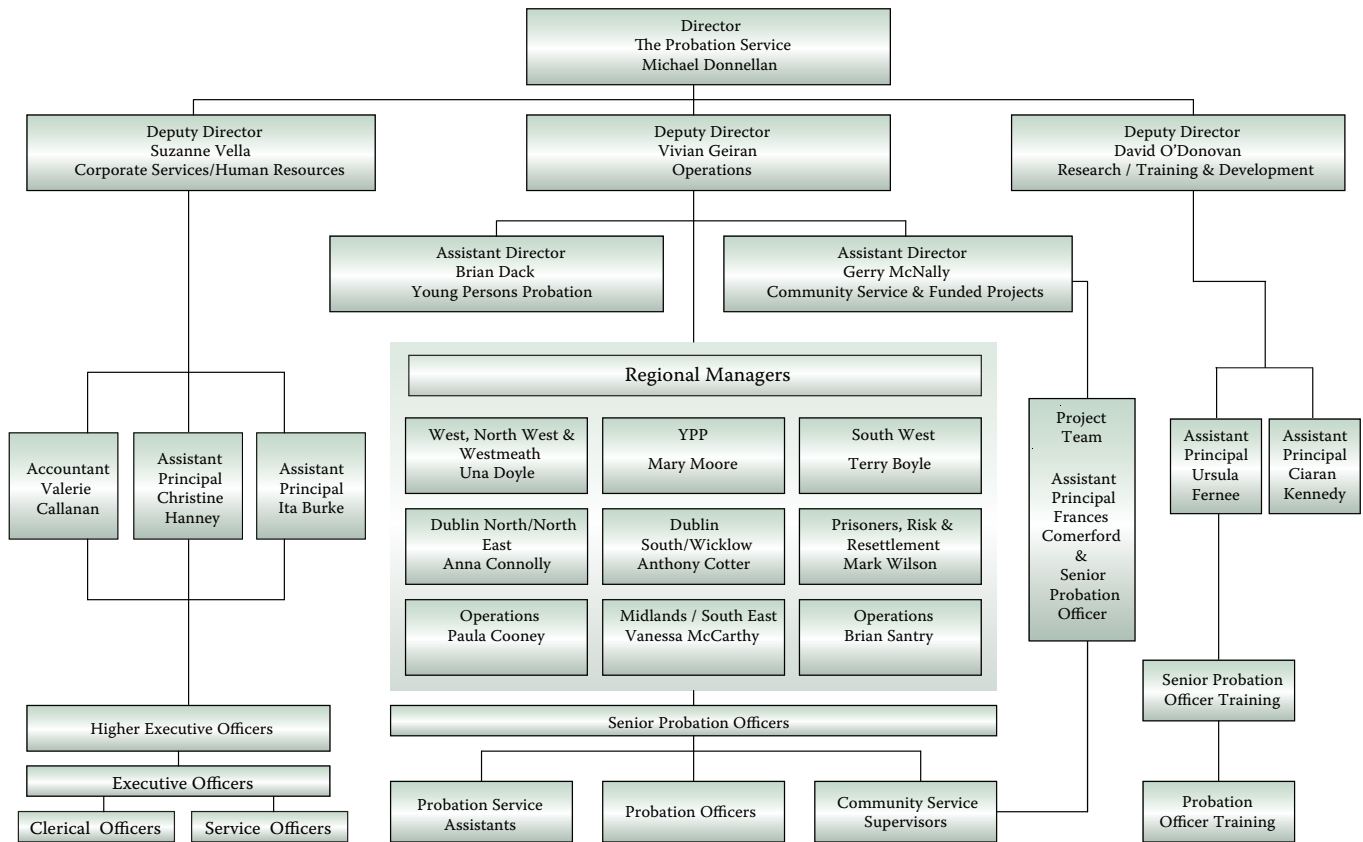 Director
The Probation Service
Michael Donnellan
Deputy Director
Suzanne Vella
Corporate Services/Human Resources
Deputy Director
Vivian Geiran
Operations
Deputy Director
David O’Donovan
Research / Training & Development
Assistant Director
Brian Dack
Young Persons Probation
Assistant Director
Gerry McNally
Community Service & Funded Projects
Accountant
Valerie
Callanan
Assistant
Principal
Christine
Hanney
Assistant
Principal
Ita Burke
Regional Managers
West, North West &
Westmeath
Una Doyle
YPP
Mary Moore
South West
Terry Boyle
Dublin North/North
East
Anna Connolly
Dublin
South/Wicklow
Anthony Cotter
Prisoners, Risk &
Resettlement
Mark Wilson
Operations
Paula Cooney
Midlands / South East
Vanessa McCarthy
Operations
Brian Santry
Project
Team
Assistant
Principal
Frances
Comerford
&
Senior
Probation
Officer
Assistant
Principal
Ursula
Fernee
Assistant
Principal
Ciaran
Kennedy
Higher Executive Officers
Executive Officers
Clerical Officers
Service Officers
Senior Probation Officers
Probation Service
Assistants
Probation Officers
Community Service
Supervisors
Senior Probation
Officer Training
Probation
Officer Training